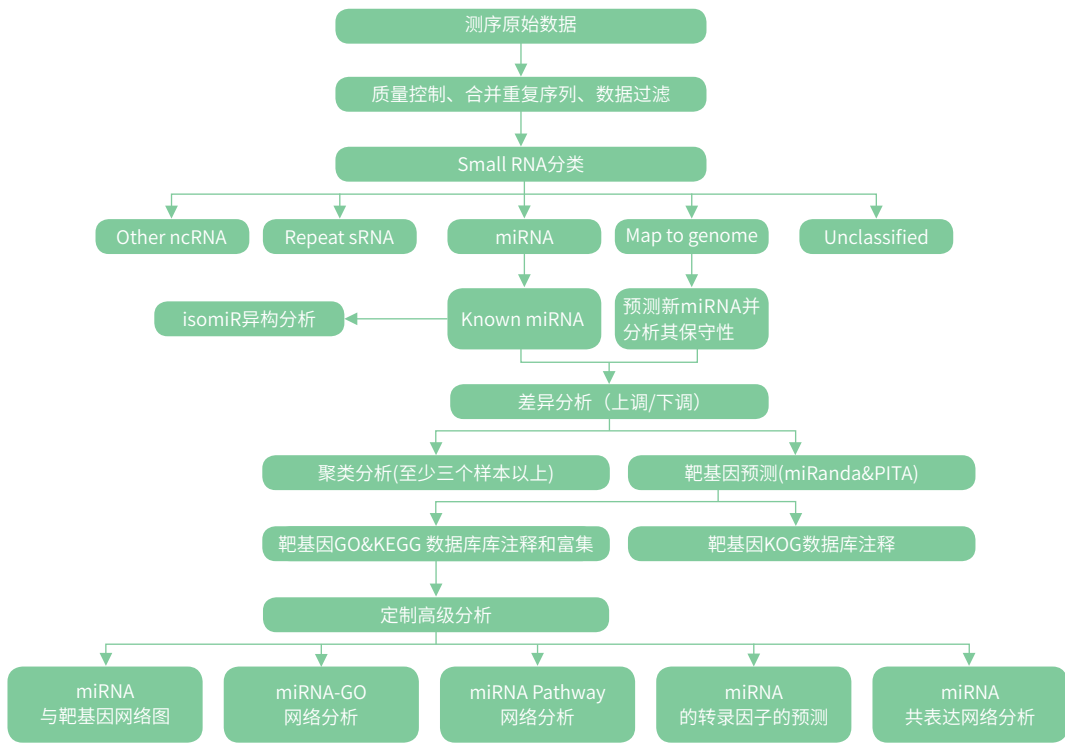 测序原始数据
质量控制、合并重复序列、数据过滤
Small RNA分类
Other ncRNA
Repeat sRNA
miRNA
Map to genome
Unclassified
isomiR异构分析
Known miRNA
预测新miRNA并
分析其保守性
差异分析（上调/下调）
聚类分析(至少三个样本以上)
靶基因预测(miRanda&PITA)
靶基因GO&KEGG 数据库库注释和富集
靶基因KOG数据库注释
定制高级分析
miRNA
与靶基因网络图
miRNA-GO
网络分析
miRNA Pathway
网络分析
miRNA
的转录因子的预测
miRNA
共表达网络分析